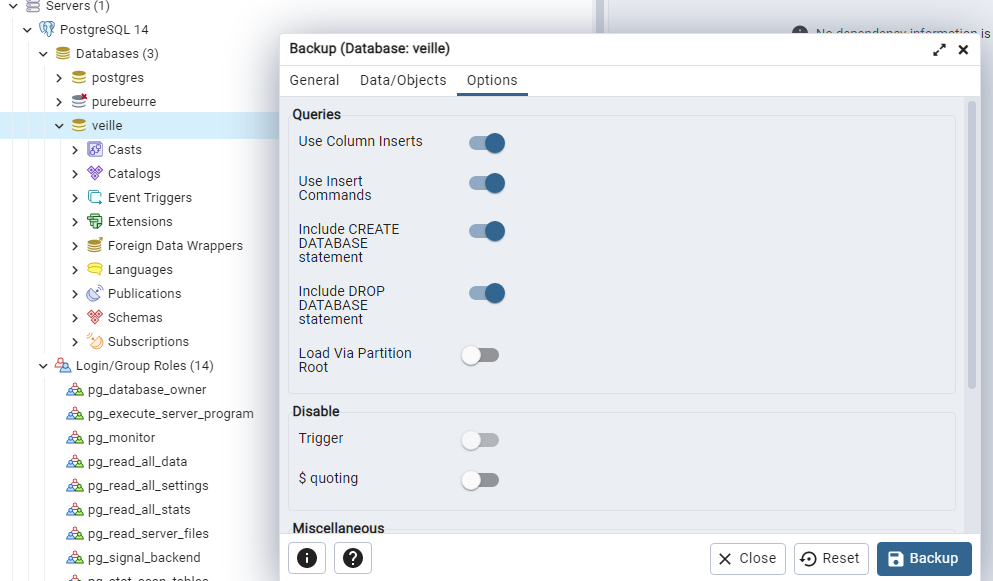 Servers (1)
PostgreSQL 14
Databases (3)
postgres
purebeurre
veille
Casts
Catalogs
Event Triggers
Extensions
Foreign Data Wrappers
Languages
Publications
Schemas
Subscriptions
Login/Group Roles (14)
pg_database_owner
pg_execute_server_program
pg_monitor
pg_read_all_data
pg_read_all_settings
pg_read_all_stats
pg_read_server_files
pg_signal_backend
No dependency information is
Backup (Database: veille)
General Data/Objects Options
Queries
Use Column Inserts
Use Insert
Commands
Include CREATE
DATABASE
statement
Include DROP
DATABASE
statement
Load Via Partition
Root
Disable
Trigger
$ quoting
Miscellaneous
Close Reset Backup